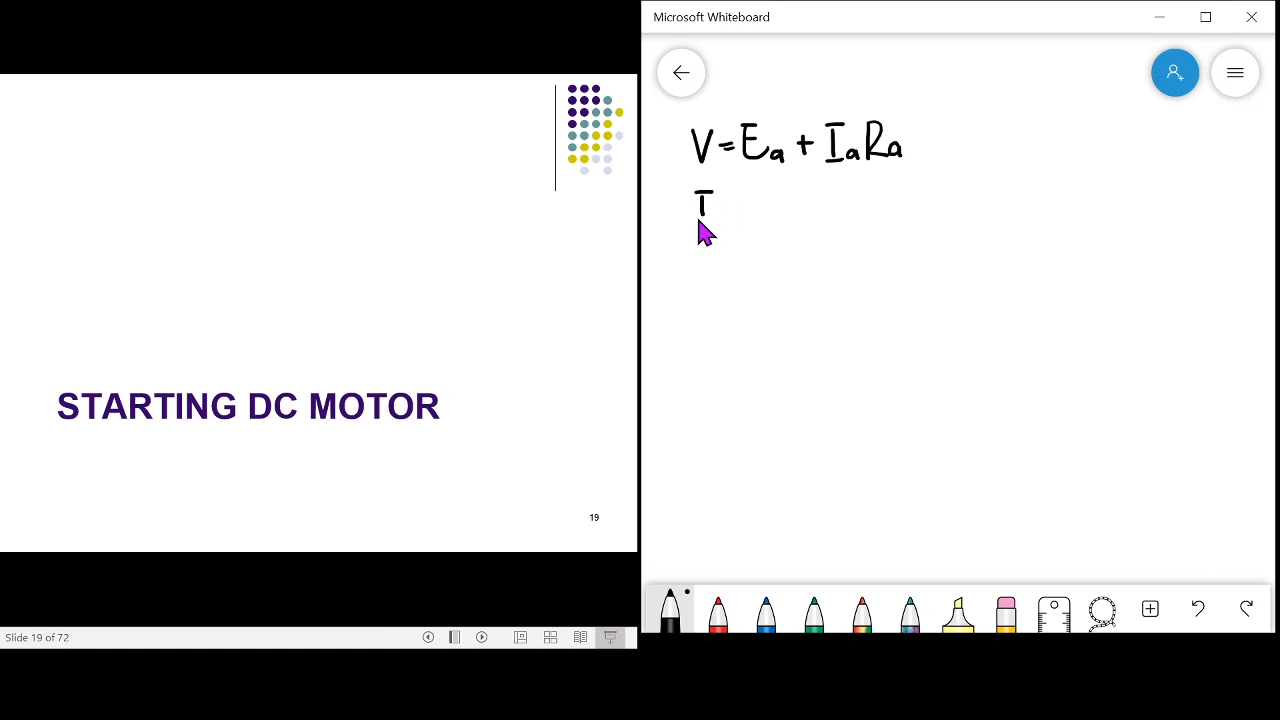 Microsoft Whiteboard
V = Ea + IaRa
I
STARTING DC MOTOR
19
Slide 19 of 72